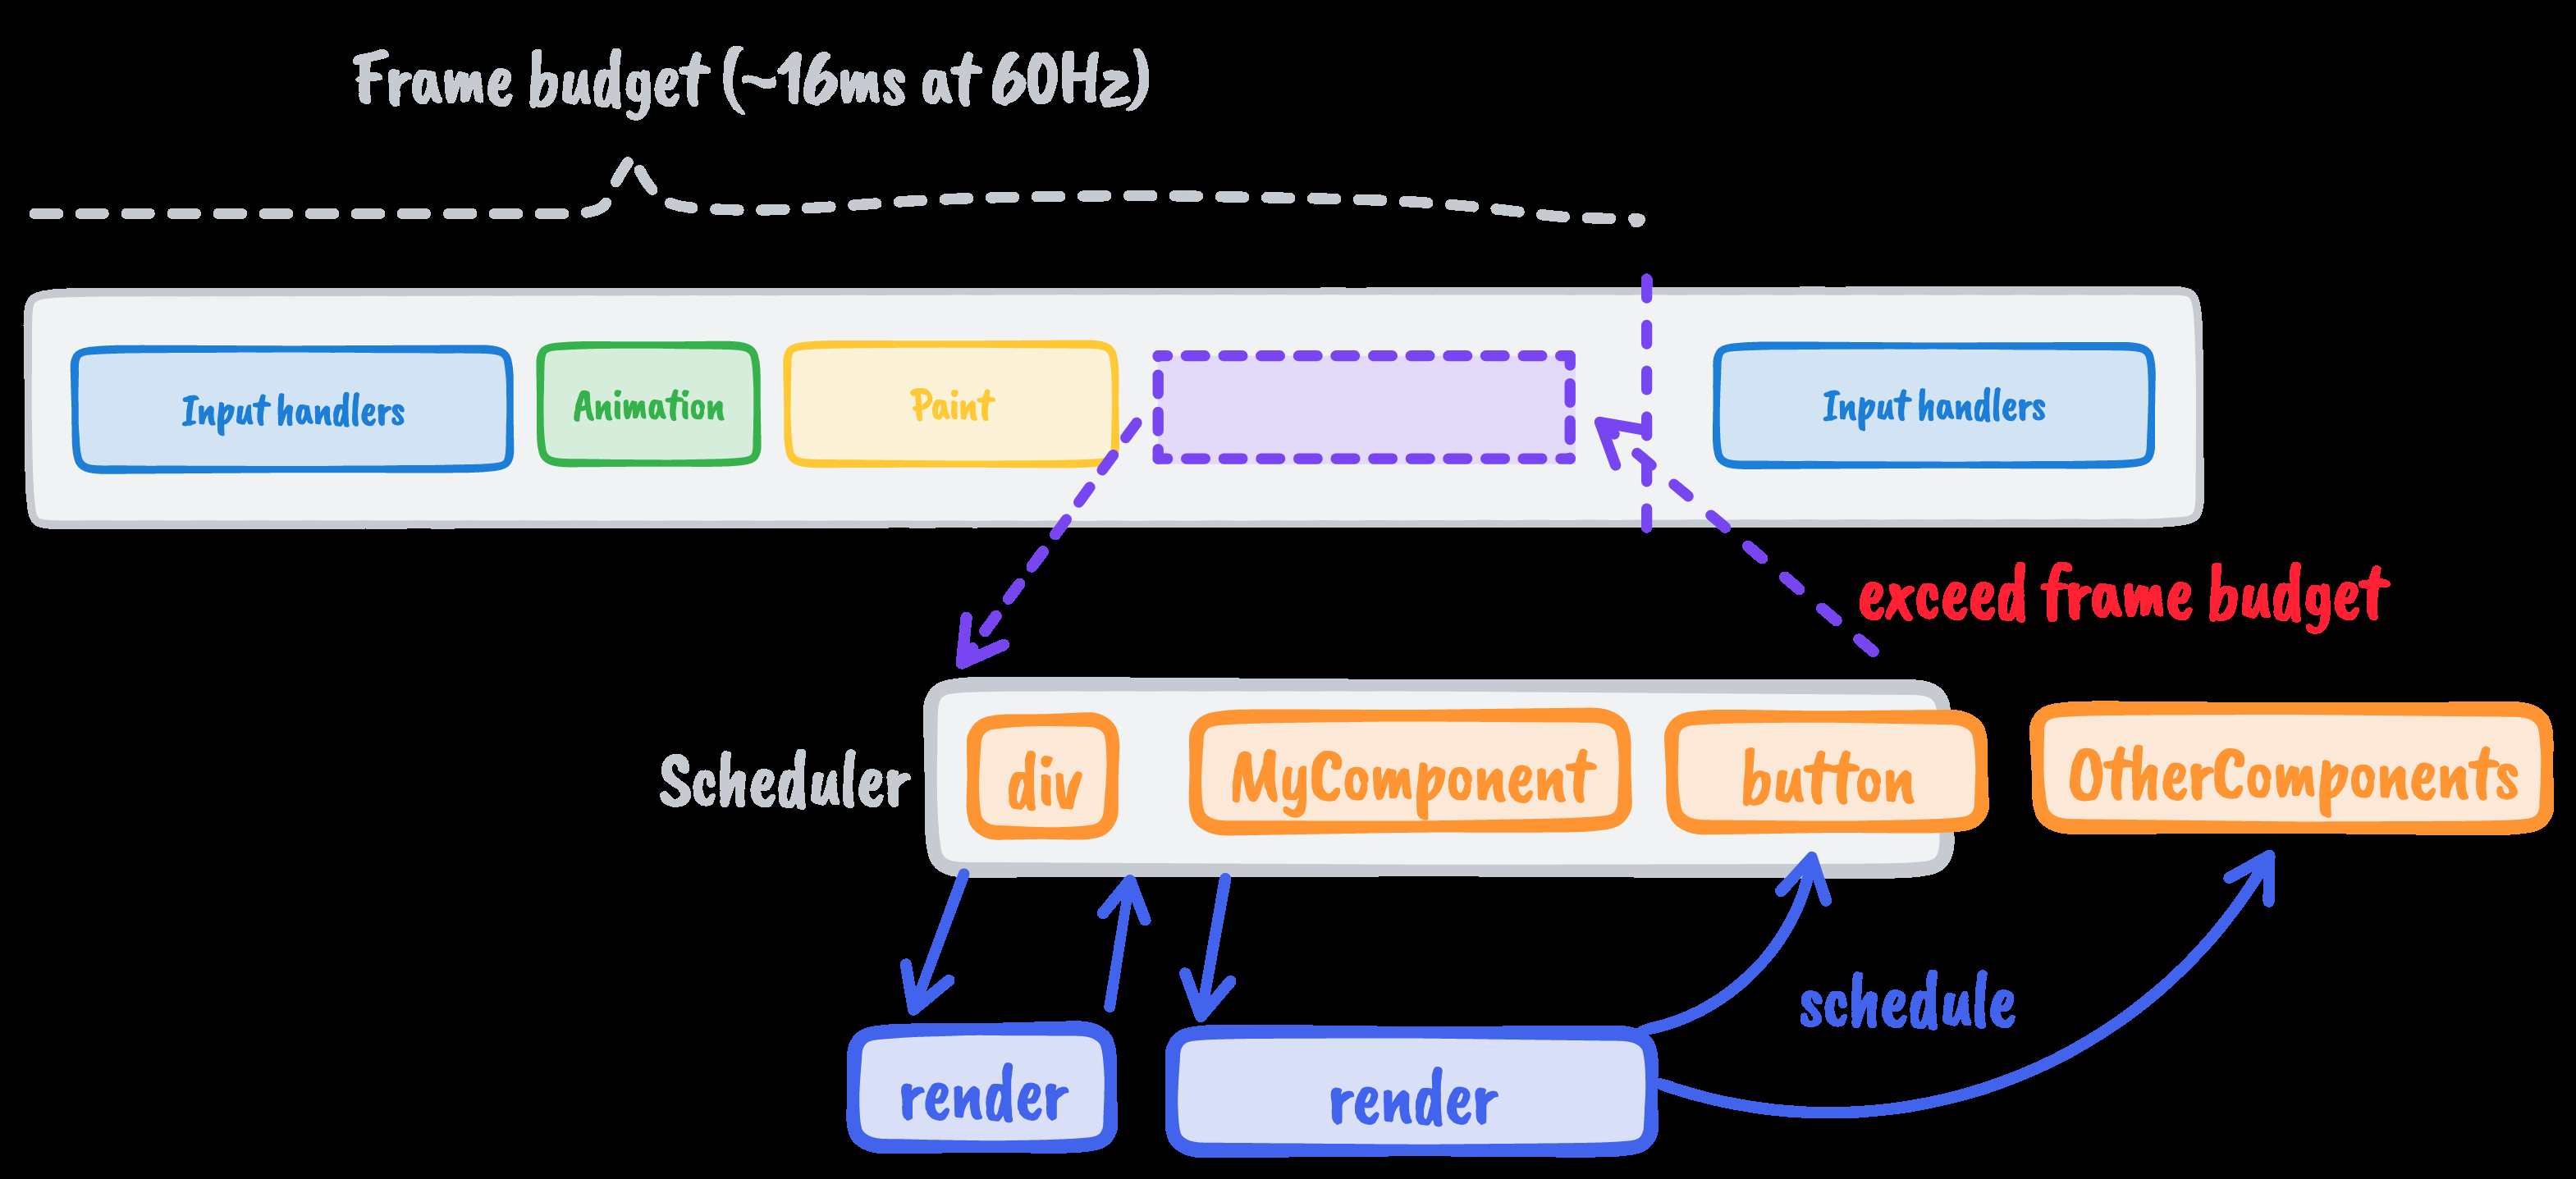 Frame budget (~16ms at 60Hz)
Input handlers
Animation
Paint
Input handlers
exceed frame budget
Scheduler
div
MyComponent
button
OtherComponents
schedule
render
render